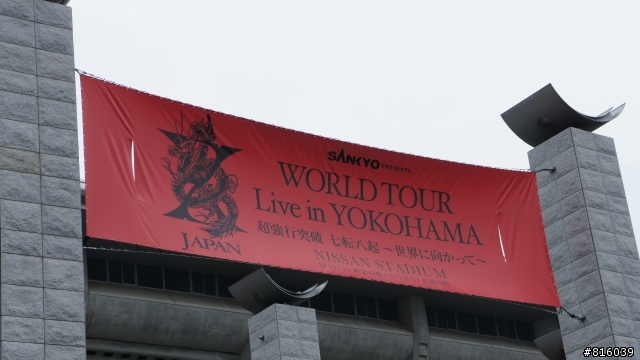 X
JAPAN
SANKYO PRESENTS
WORLD TOUR
Live in YOKOHAMA
超強行突破 七転八起～世界に向かって～
NISSAN STADIUM
#816039